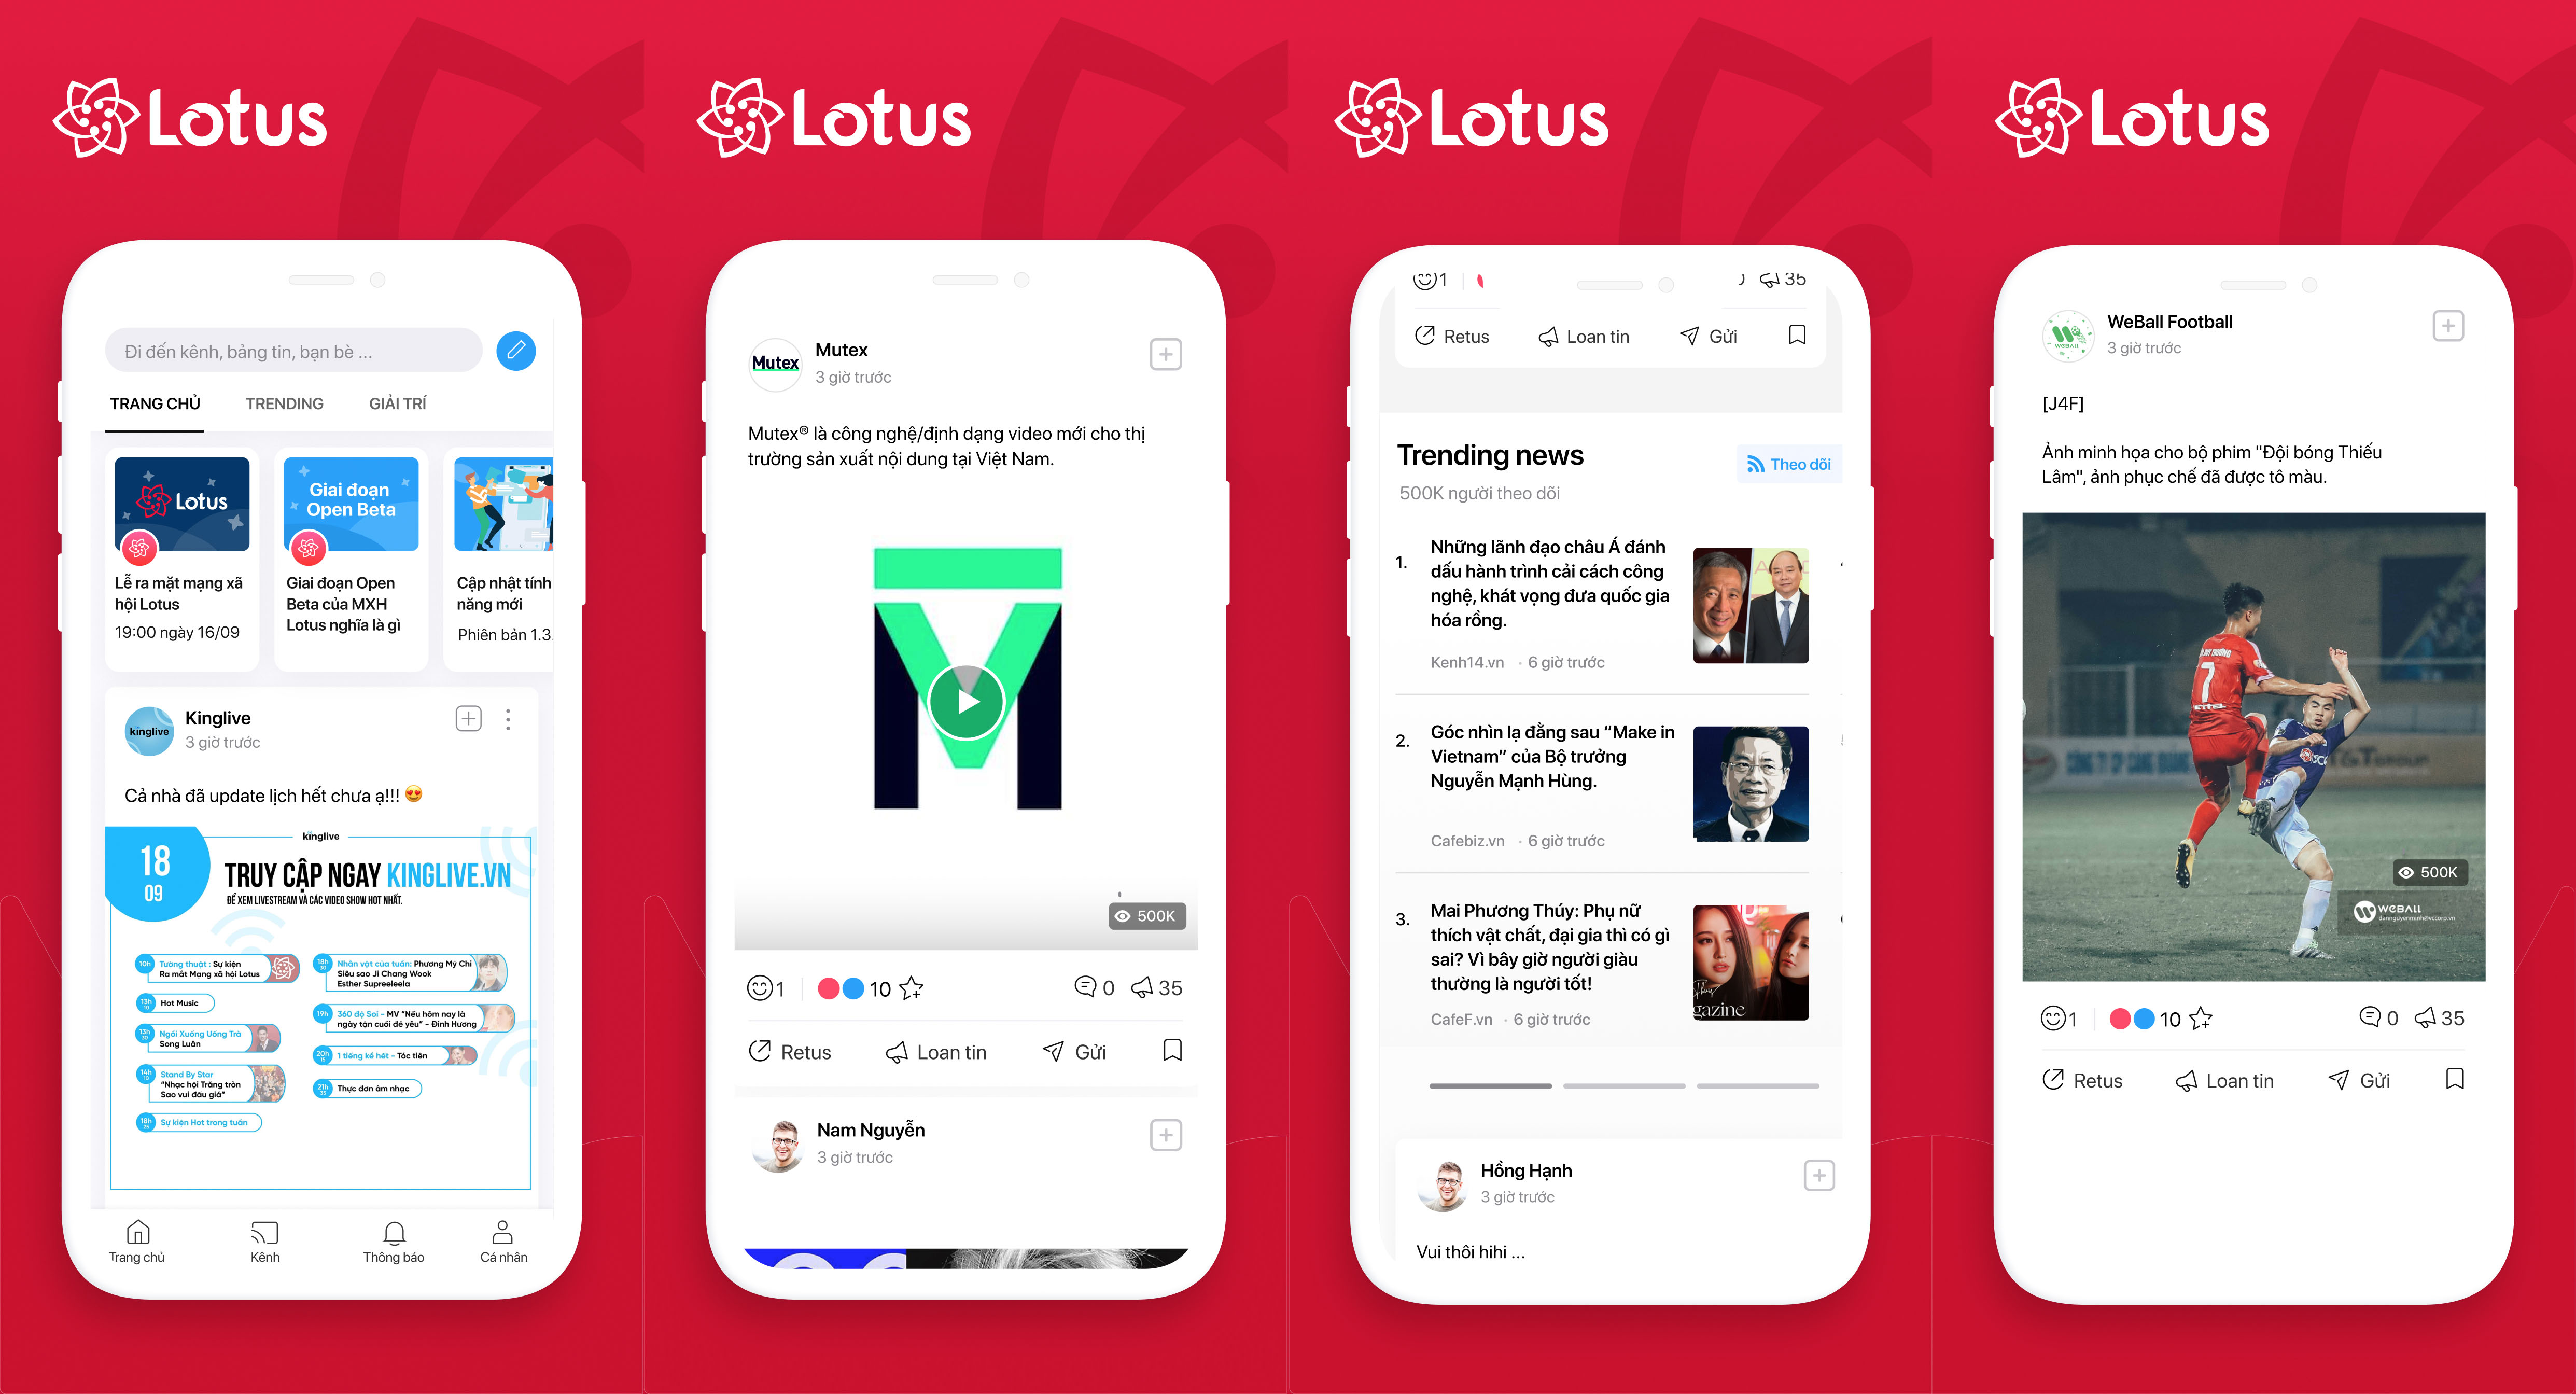 Lotus
Đi đến kênh, bảng tin, bạn bè ...
TRANG CHỦ
TRENDING
GIẢI TRÍ
Lotus
Lễ ra mặt mạng xã
hội Lotus
19:00 ngày 16/09
Giai đoạn
Open Beta
Giai đoạn Open
Beta của MXH
Lotus nghĩa là gì
Cập nhật tính
năng mới
Phiên bản 1.3.
kinglive
Kinglive
3 giờ trước
Cả nhà đã update lịch hết chưa ạ!!! 😍
kinglive
18
09
TRUY CẬP NGAY KINGLIVE.VN
ĐỂ XEM LIVESTREAM VÀ CÁC VIDEO SHOW HOT NHẤT.
10h
Tường thuật : Sự kiện
Ra mắt Mạng xã hội Lotus
13h
10
Hot Music
13h
30
Ngồi Xuống Uống Trà
Song Luân
14h
10
Stand By Star
"Nhạc hội Trăng tròn
Sao vui đấu giá"
18h
25
Sự kiện Hot trong tuần
18h
30
Nhân vật của tuần: Phương Mỹ Chi
Siêu sao Ji Chang Wook
Esther Supreeleela
19h
360 độ Soi - MV "Nếu hôm nay là
ngày tận cuối để yêu" - Đinh Hương
20h
15
1 tiếng kể hết - Tóc tiên
21h
Thực đơn âm nhạc
Trang chủ
Kênh
Thông báo
Cá nhân
Lotus
Mutex
Mutex
3 giờ trước
Mutex® là công nghệ/định dạng video mới cho thị
trường sản xuất nội dung tại Việt Nam.
500K
1
10
0
35
Retus
Loan tin
Gửi
Nam Nguyễn
3 giờ trước
Lotus
1
35
Retus
Loan tin
Gửi
Trending news
Theo dõi
500K người theo dõi
1.
Những lãnh đạo châu Á đánh
dấu hành trình cải cách công
nghệ, khát vọng đưa quốc gia
hóa rồng.
Kenh14.vn · 6 giờ trước
2.
Góc nhìn lạ đằng sau “Make in
Vietnam” của Bộ trưởng
Nguyễn Mạnh Hùng.
Cafebiz.vn · 6 giờ trước
3.
Mai Phương Thúy: Phụ nữ
thích vật chất, đại gia thì có gì
sai? Vì bây giờ người giàu
thường là người tốt!
gazine
CafeF.vn · 6 giờ trước
Hồng Hạnh
3 giờ trước
Vui thôi hihi ...
Lotus
WEBALL
WeBall Football
3 giờ trước
[J4F]
Ảnh minh họa cho bộ phim "Đội bóng Thiếu
Lâm", ảnh phục chế đã được tô màu.
7
500K
WEBALL
dannguyenminh@vccorp.vn
1
10
0
35
Retus
Loan tin
Gửi